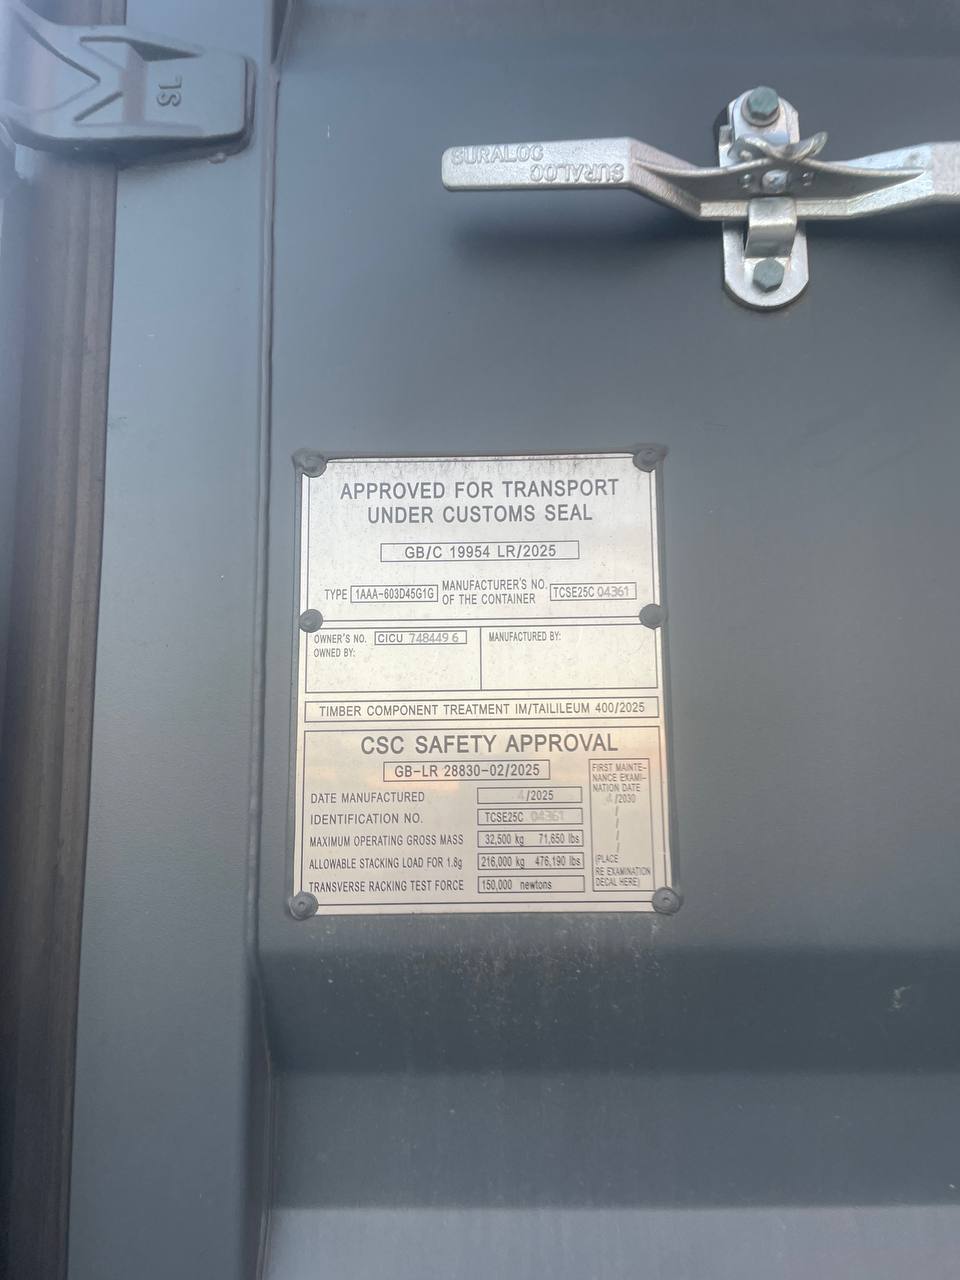 SL
SURALOC
SURALOC
APPROVED FOR TRANSPORT
UNDER CUSTOMS SEAL
GB/C 19954 LR/2025
TYPE 1AAA-603D45G1G MANUFACTURER'S NO. OF THE CONTAINER TCSE25C 04361
OWNER'S NO. CICU 748449 6
OWNED BY:
MANUFACTURED BY:
TIMBER COMPONENT TREATMENT IM/TAILILEUM 400/2025
CSC SAFETY APPROVAL
GB-LR 28830-02/2025
DATE MANUFACTURED 4/2025
IDENTIFICATION NO. TCSE25C 04361
MAXIMUM OPERATING GROSS MASS 32,500 kg 71,650 lbs
ALLOWABLE STACKING LOAD FOR 1.8g 216,000 kg 476,190 lbs
TRANSVERSE RACKING TEST FORCE 150,000 newtons
FIRST MAINTE-
NANCE EXAMI-
NATION DATE
4/2030
(PLACE
RE EXAMINATION
DECAL HERE)